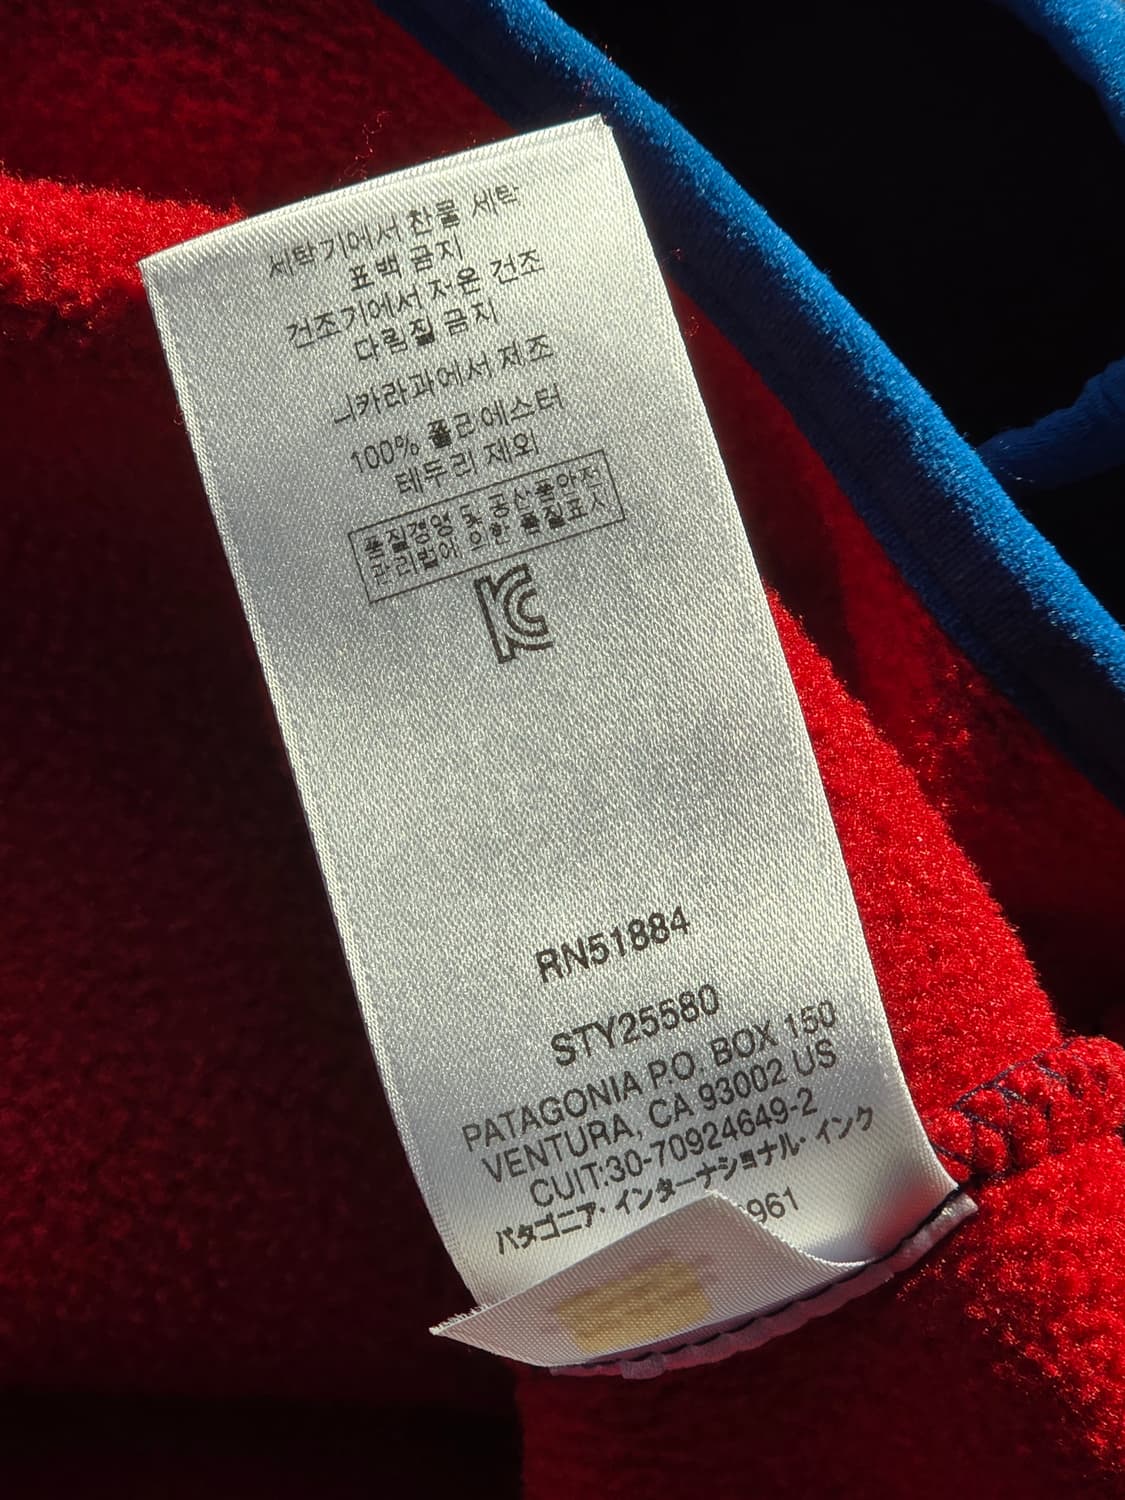 세탁기에서 찬물 세탁
표백 금지
건조기에서 저온 건조
다림질 금지
니카라과에서 제조
100% 폴리에스터
테두리 제외
품질경영 및 공산품안전
관리법에 의한 품질표시
RN51884
STY25580
PATAGONIA P.O. BOX 150
VENTURA, CA 93002 US
CUIT:30-70924649-2
パタゴニア・インターナショナル・インク
961